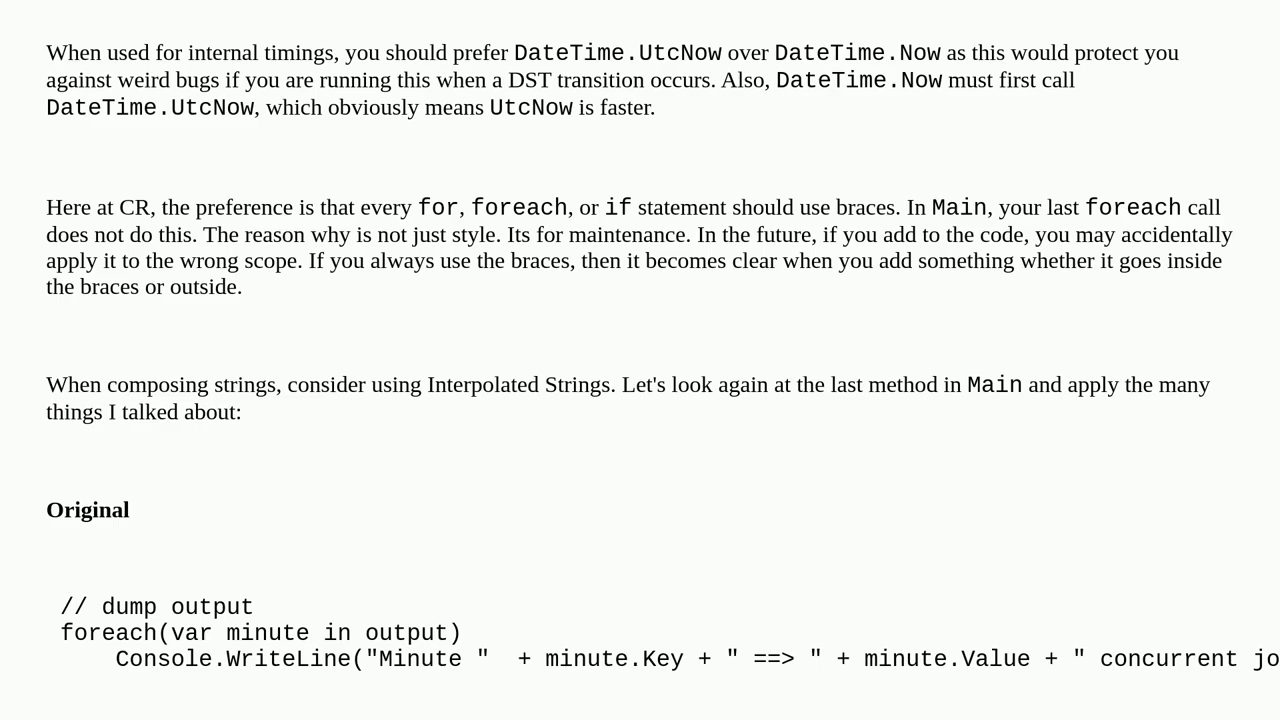 When used for internal timings, you should prefer DateTime.UtcNow over DateTime.Now as this would protect you
against weird bugs if you are running this when a DST transition occurs. Also, DateTime.Now must first call
DateTime.UtcNow, which obviously means UtcNow is faster.
Here at CR, the preference is that every for, foreach, or if statement should use braces. In Main, your last foreach call
does not do this. The reason why is not just style. Its for maintenance. In the future, if you add to the code, you may accidentally
apply it to the wrong scope. If you always use the braces, then it becomes clear when you add something whether it goes inside
the braces or outside.
When composing strings, consider using Interpolated Strings. Let's look again at the last method in Main and apply the many
things I talked about:
Original
// dump output
foreach(var minute in output)
    Console.WriteLine("Minute "  + minute.Key + " ==> " + minute.Value + " concurrent jo